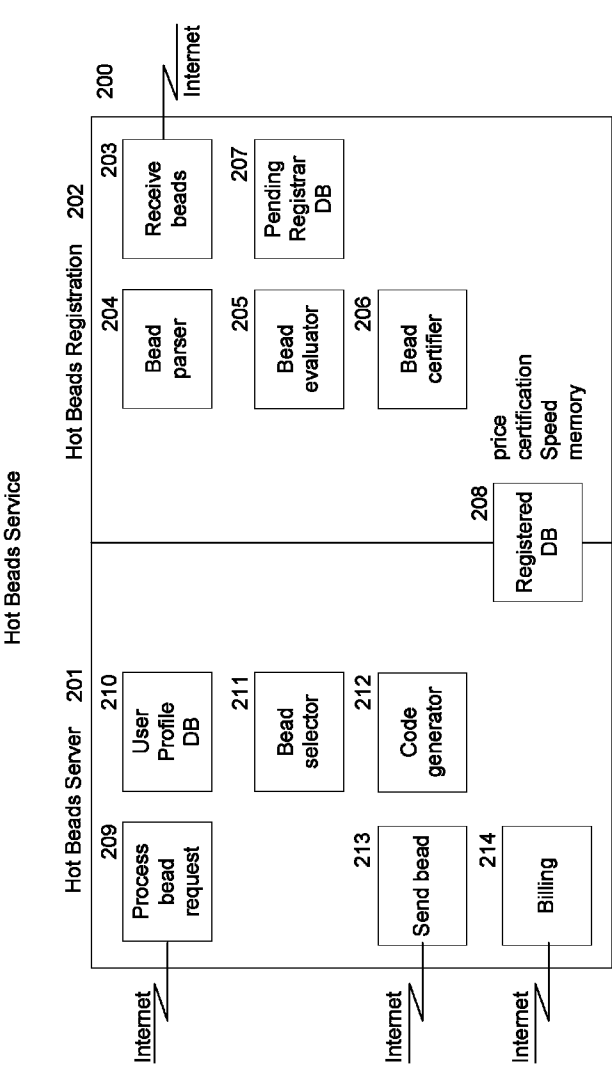 Hot Beads Service
200
Hot Beads Server 201
Hot Beads Registration 202
209
Process
bead
request
Internet
210
User
Profile
DB
211
Bead
selector
212
Code
generator
213
Send bead
Internet
214
Billing
Internet
208
Registered
DB
price
certification
Speed
memory
204
Bead
parser
203
Receive
beads
Internet
205
Bead
evaluator
207
Pending
Registrar
DB
206
Bead
certifier